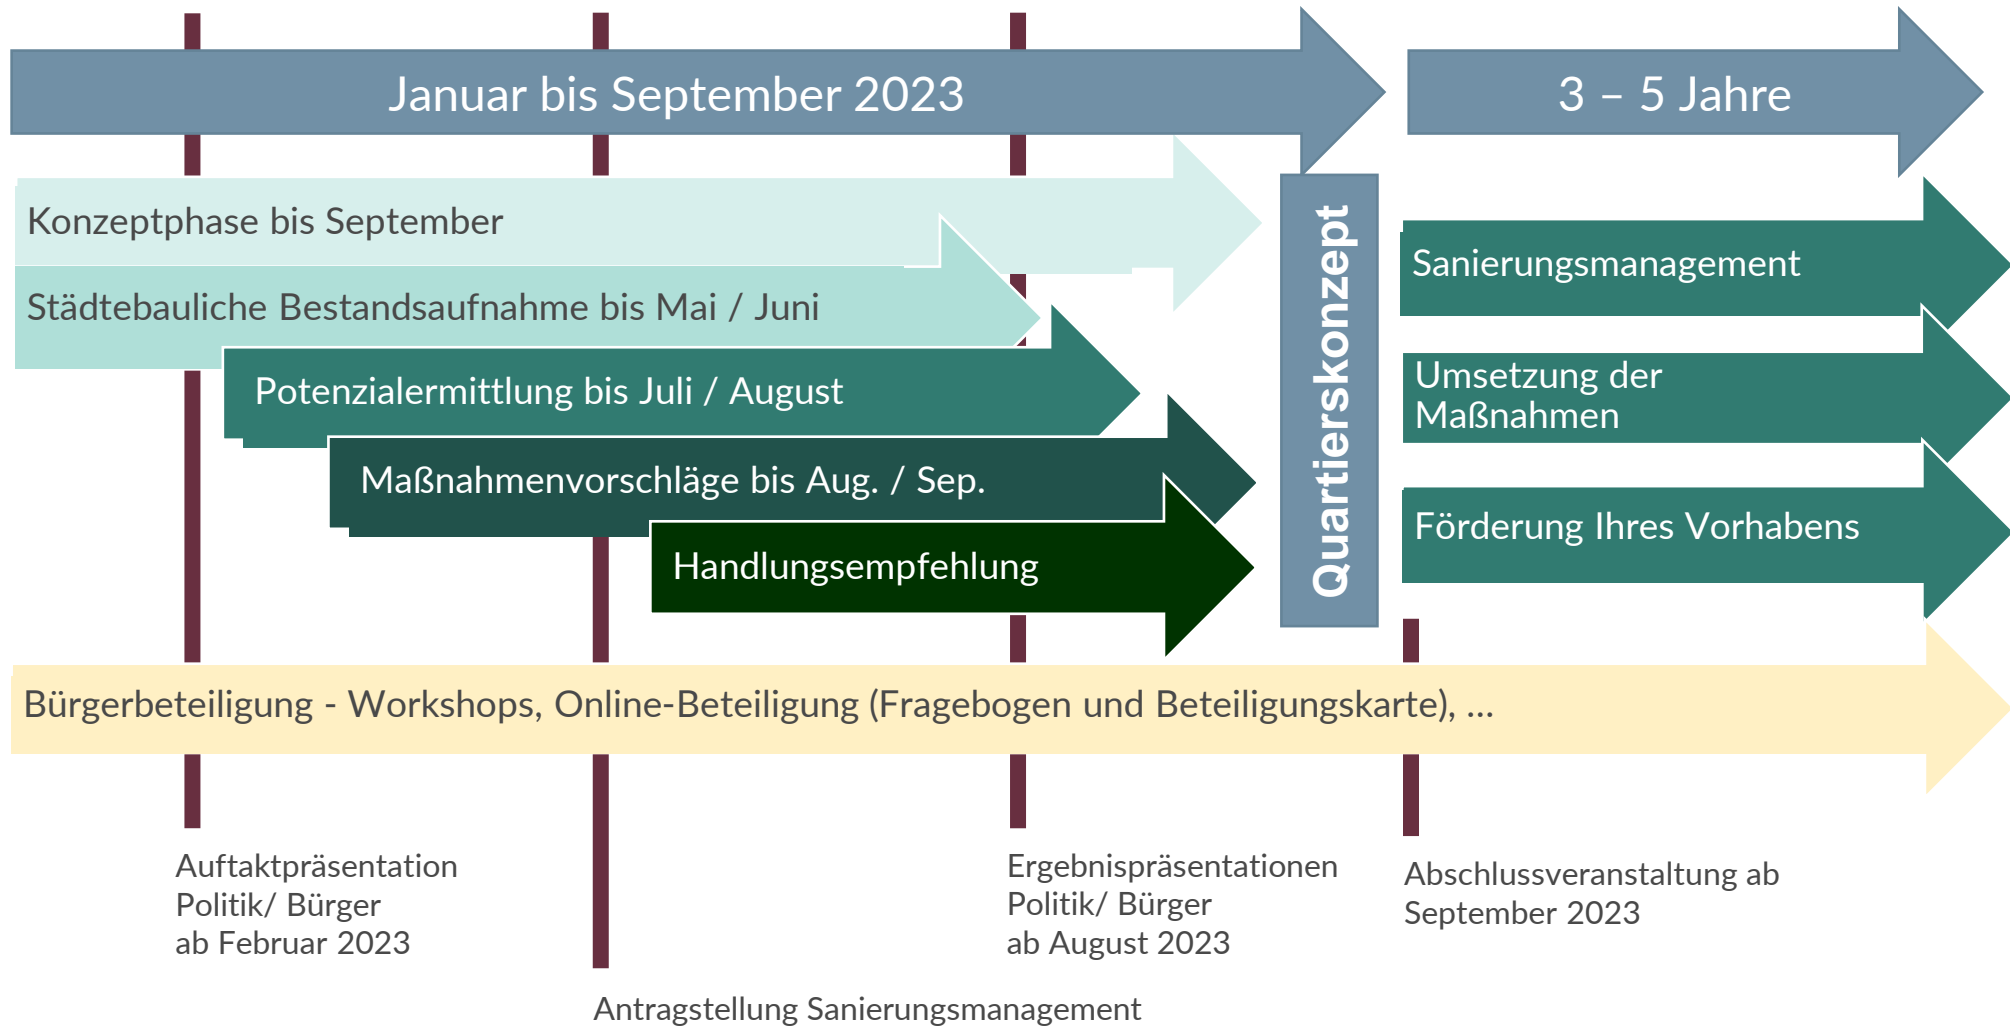 Januar bis September 2023
3 – 5 Jahre
Konzeptphase bis September
Städtebauliche Bestandsaufnahme bis Mai / Juni
Potenzialermittlung bis Juli / August
Maßnahmenvorschläge bis Aug. / Sep.
Handlungsempfehlung
Quartierskonzept
Sanierungsmanagement
Umsetzung der
Maßnahmen
Förderung Ihres Vorhabens
Bürgerbeteiligung - Workshops, Online-Beteiligung (Fragebogen und Beteiligungskarte), ...
Auftaktpräsentation
Politik/ Bürger
ab Februar 2023
Antragstellung Sanierungsmanagement
Ergebnispräsentationen
Politik/ Bürger
ab August 2023
Abschlussveranstaltung ab
September 2023